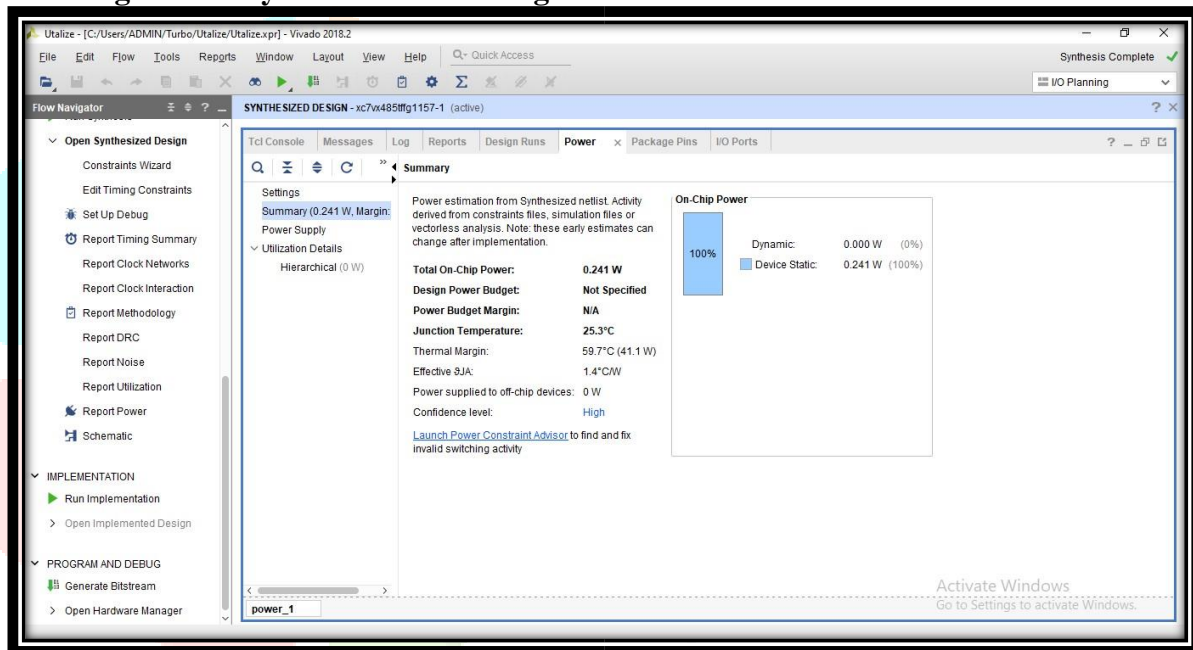 Utalize - [C:/Users/ADMIN/Turbo/Utalize/Utalize.xpr] - Vivado 2018.2
File Edit Flow Tools Reports Window Layout View Help Q- Quick Access
Synthesis Complete
I/O Planning
Flow Navigator
SYNTHESIZED DESIGN - xc7vx485tffg1157-1 (active)
Open Synthesized Design
Constraints Wizard
Edit Timing Constraints
Set Up Debug
Report Timing Summary
Report Clock Networks
Report Clock Interaction
Report Methodology
Report DRC
Report Noise
Report Utilization
Report Power
Schematic
IMPLEMENTATION
Run Implementation
Open Implemented Design
PROGRAM AND DEBUG
Generate Bitstream
Open Hardware Manager
Tcl Console Messages Log Reports Design Runs Power Package Pins I/O Ports
Settings
Summary (0.241 W, Margin:
Power Supply
Utilization Details
Hierarchical (0 W)
Summary
Power estimation from Synthesized netlist. Activity
derived from constraints files, simulation files or
vectorless analysis. Note: these early estimates can
change after implementation.
Total On-Chip Power: 0.241 W
Design Power Budget: Not Specified
Power Budget Margin: N/A
Junction Temperature: 25.3°C
Thermal Margin: 59.7°C (41.1 W)
Effective ϑJA: 1.4°C/W
Power supplied to off-chip devices: 0 W
Confidence level: High
Launch Power Constraint Advisor to find and fix
invalid switching activity
On-Chip Power
100%
Dynamic: 0.000 W (0%)
Device Static: 0.241 W (100%)
power_1
Activate Windows
Go to Settings to activate Windows.